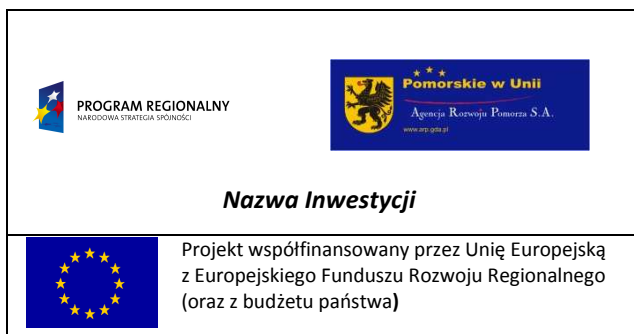 PROGRAM REGIONALNY
NARODOWA STRATEGIA SPÓJNOŚCI
Pomorskie w Unii
Agencja Rozwoju Pomorza S.A.
www.arp.gda.pl
Nazwa Inwestycji
Projekt współfinansowany przez Unię Europejską
z Europejskiego Funduszu Rozwoju Regionalnego
(oraz z budżetu państwa)